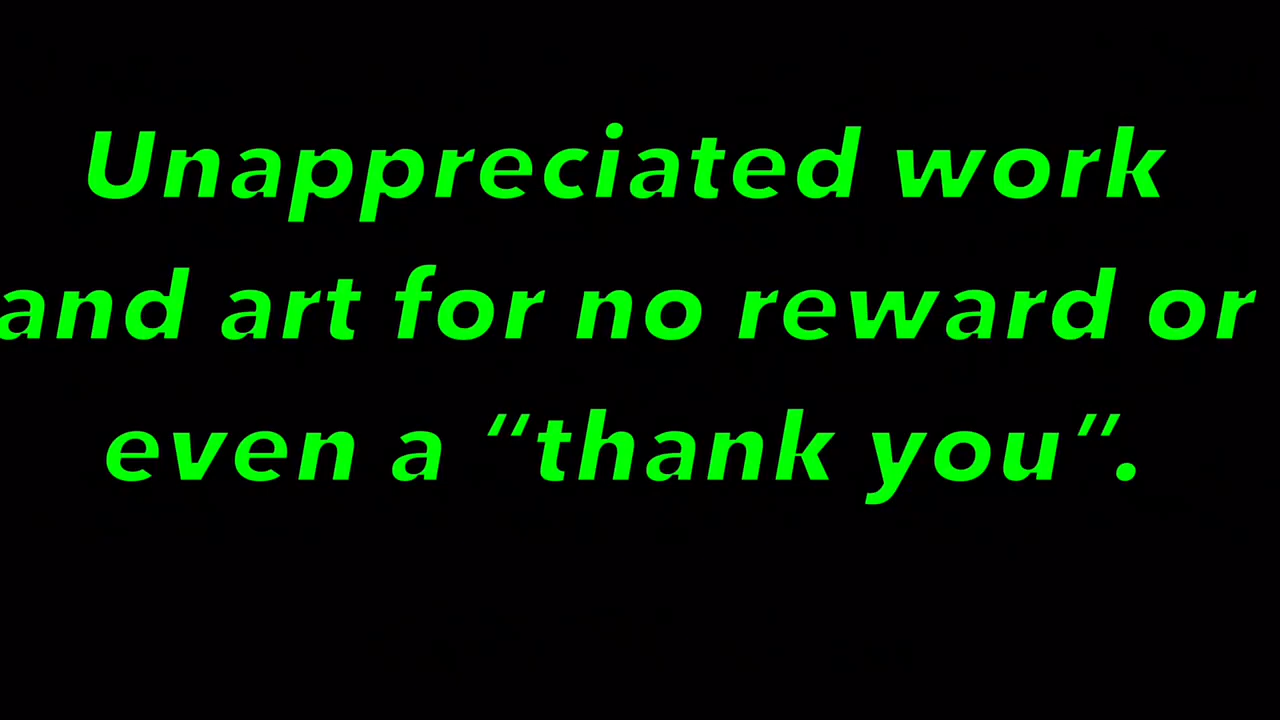 Unappreciated work
and art for no reward or
even a “thank you”.